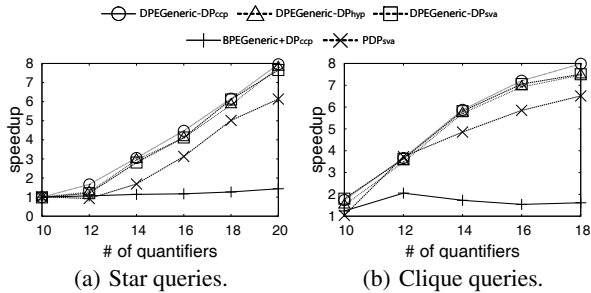 DPEGeneric-DPccp DPEGeneric-DPhyp DPEGeneric-DPsva
BPEGeneric+DPccp PDPsva
8
7
6
5
4
3
2
1
0
speedup
10 12 14 16 18 20
# of quantifiers
(a) Star queries.
8
7
6
5
4
3
2
1
speedup
10 12 14 16 18
# of quantifiers
(b) Clique queries.